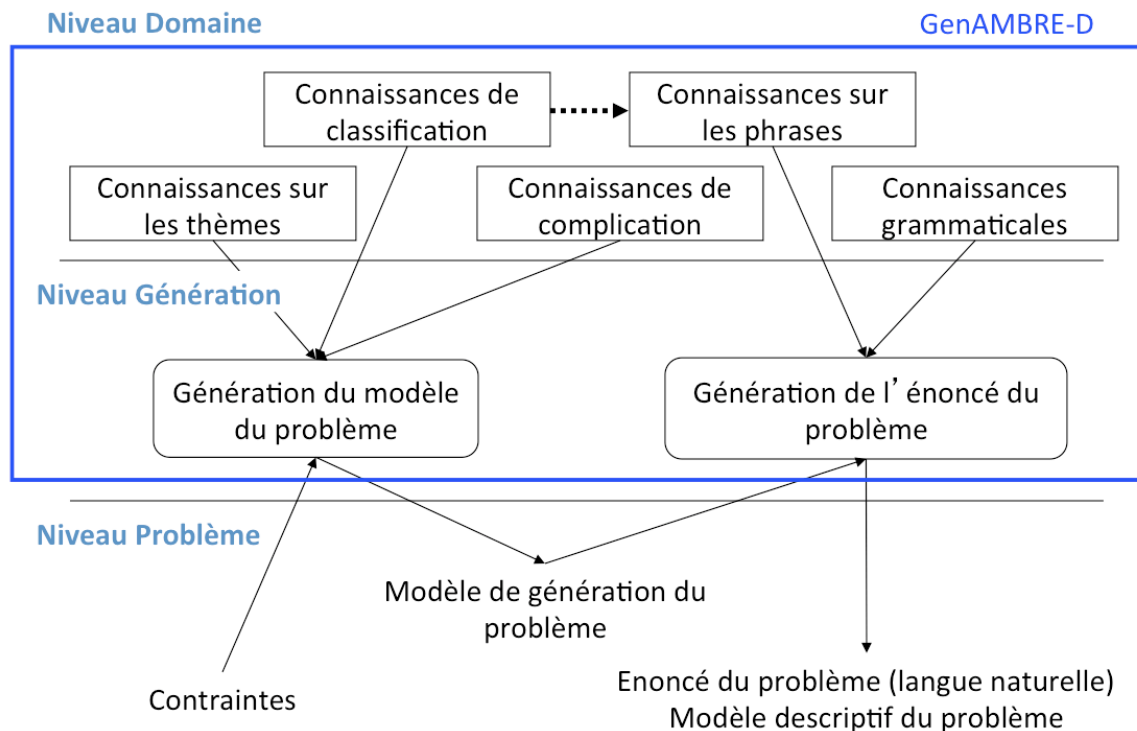 Niveau Domaine
GenAMBRE-D
Connaissances de
classification
Connaissances sur
les phrases
Connaissances sur
les thèmes
Connaissances de
complication
Connaissances
grammaticales
Niveau Génération
Génération du modèle
du problème
Génération de l’ énoncé du
problème
Niveau Problème
Modèle de génération du
problème
Contraintes
Enoncé du problème (langue naturelle)
Modèle descriptif du problème